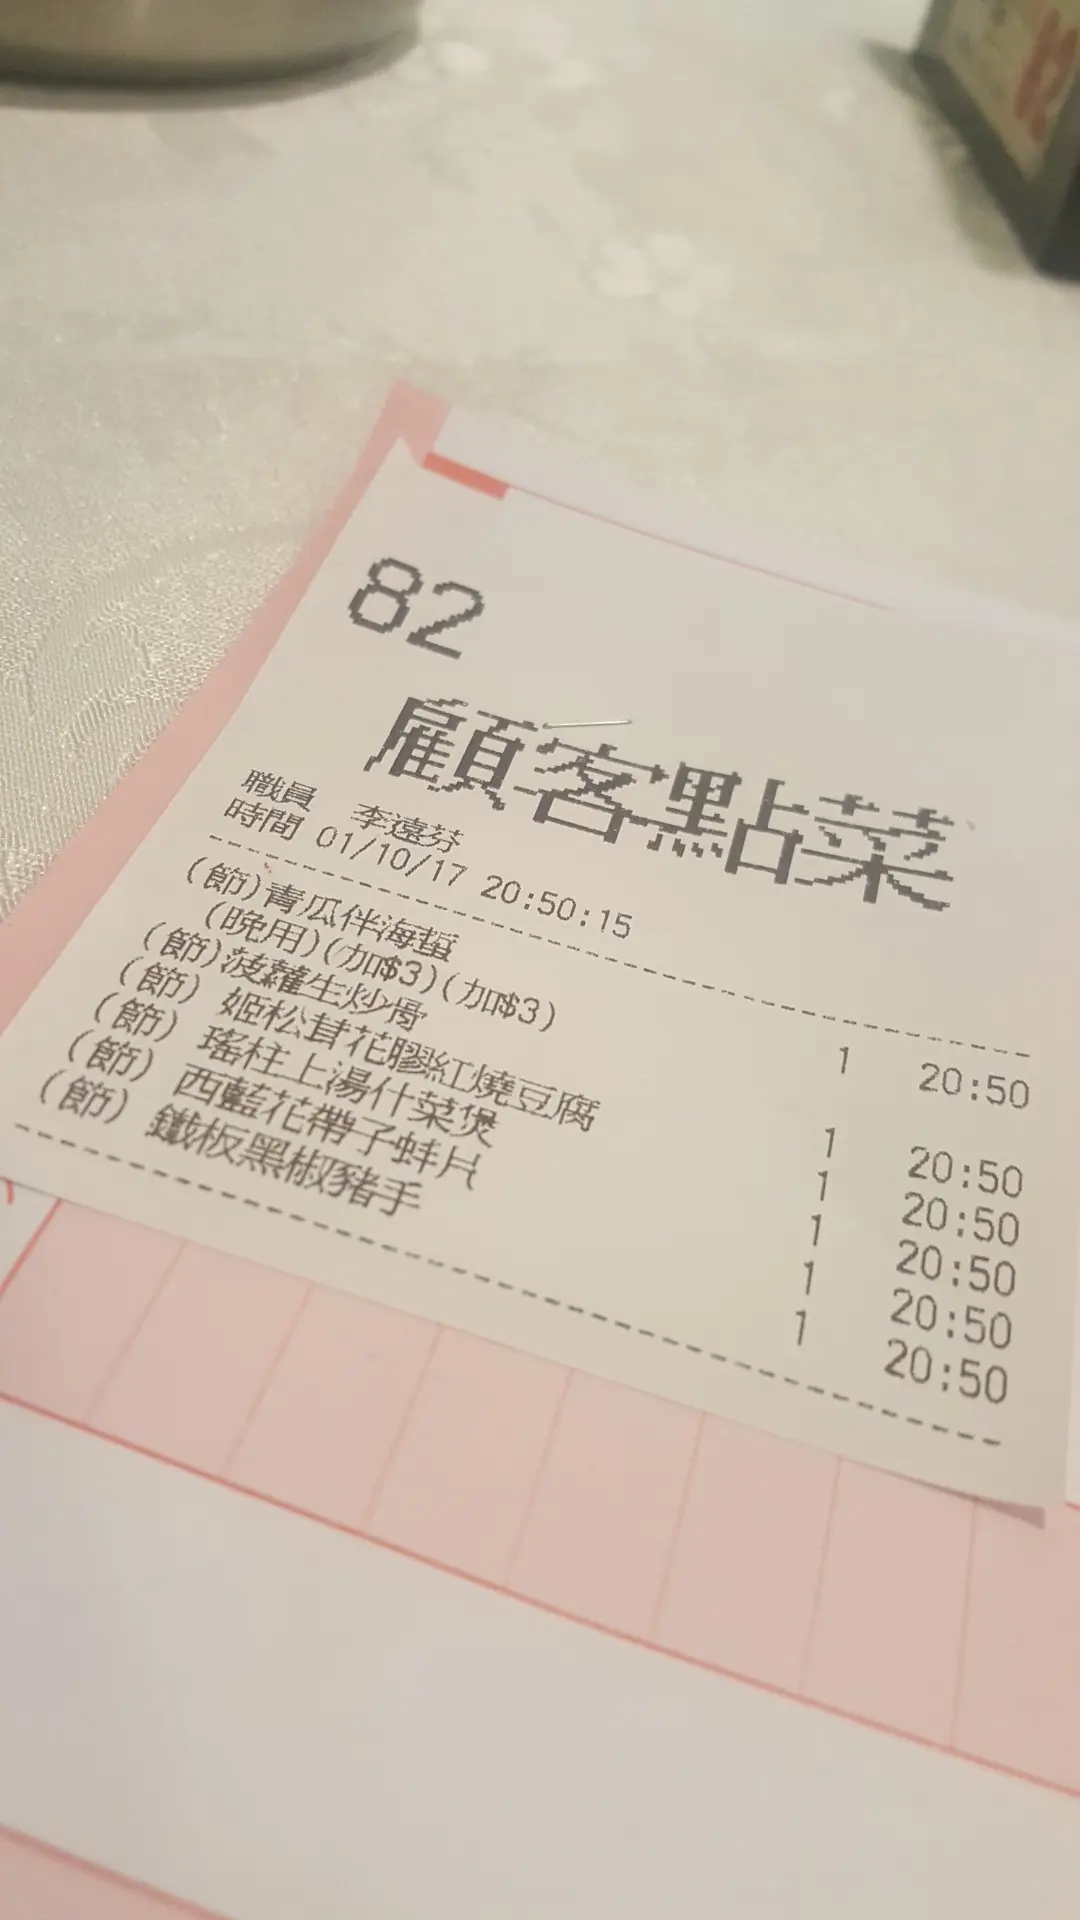 82
顧客點菜
職員 李遠芬
時間 01/10/17 20:50:15
(節)青瓜伴海蜇
(晚用)(加$3)(加$3) 1 20:50
(節)菠蘿生炒骨 1 20:50
(節) 姬松茸花膠紅燒豆腐 1 20:50
(節) 瑤柱上湯什菜煲 1 20:50
(節) 西藍花帶子蚌片 1 20:50
(節) 鐵板黑椒豬手 1 20:50
82